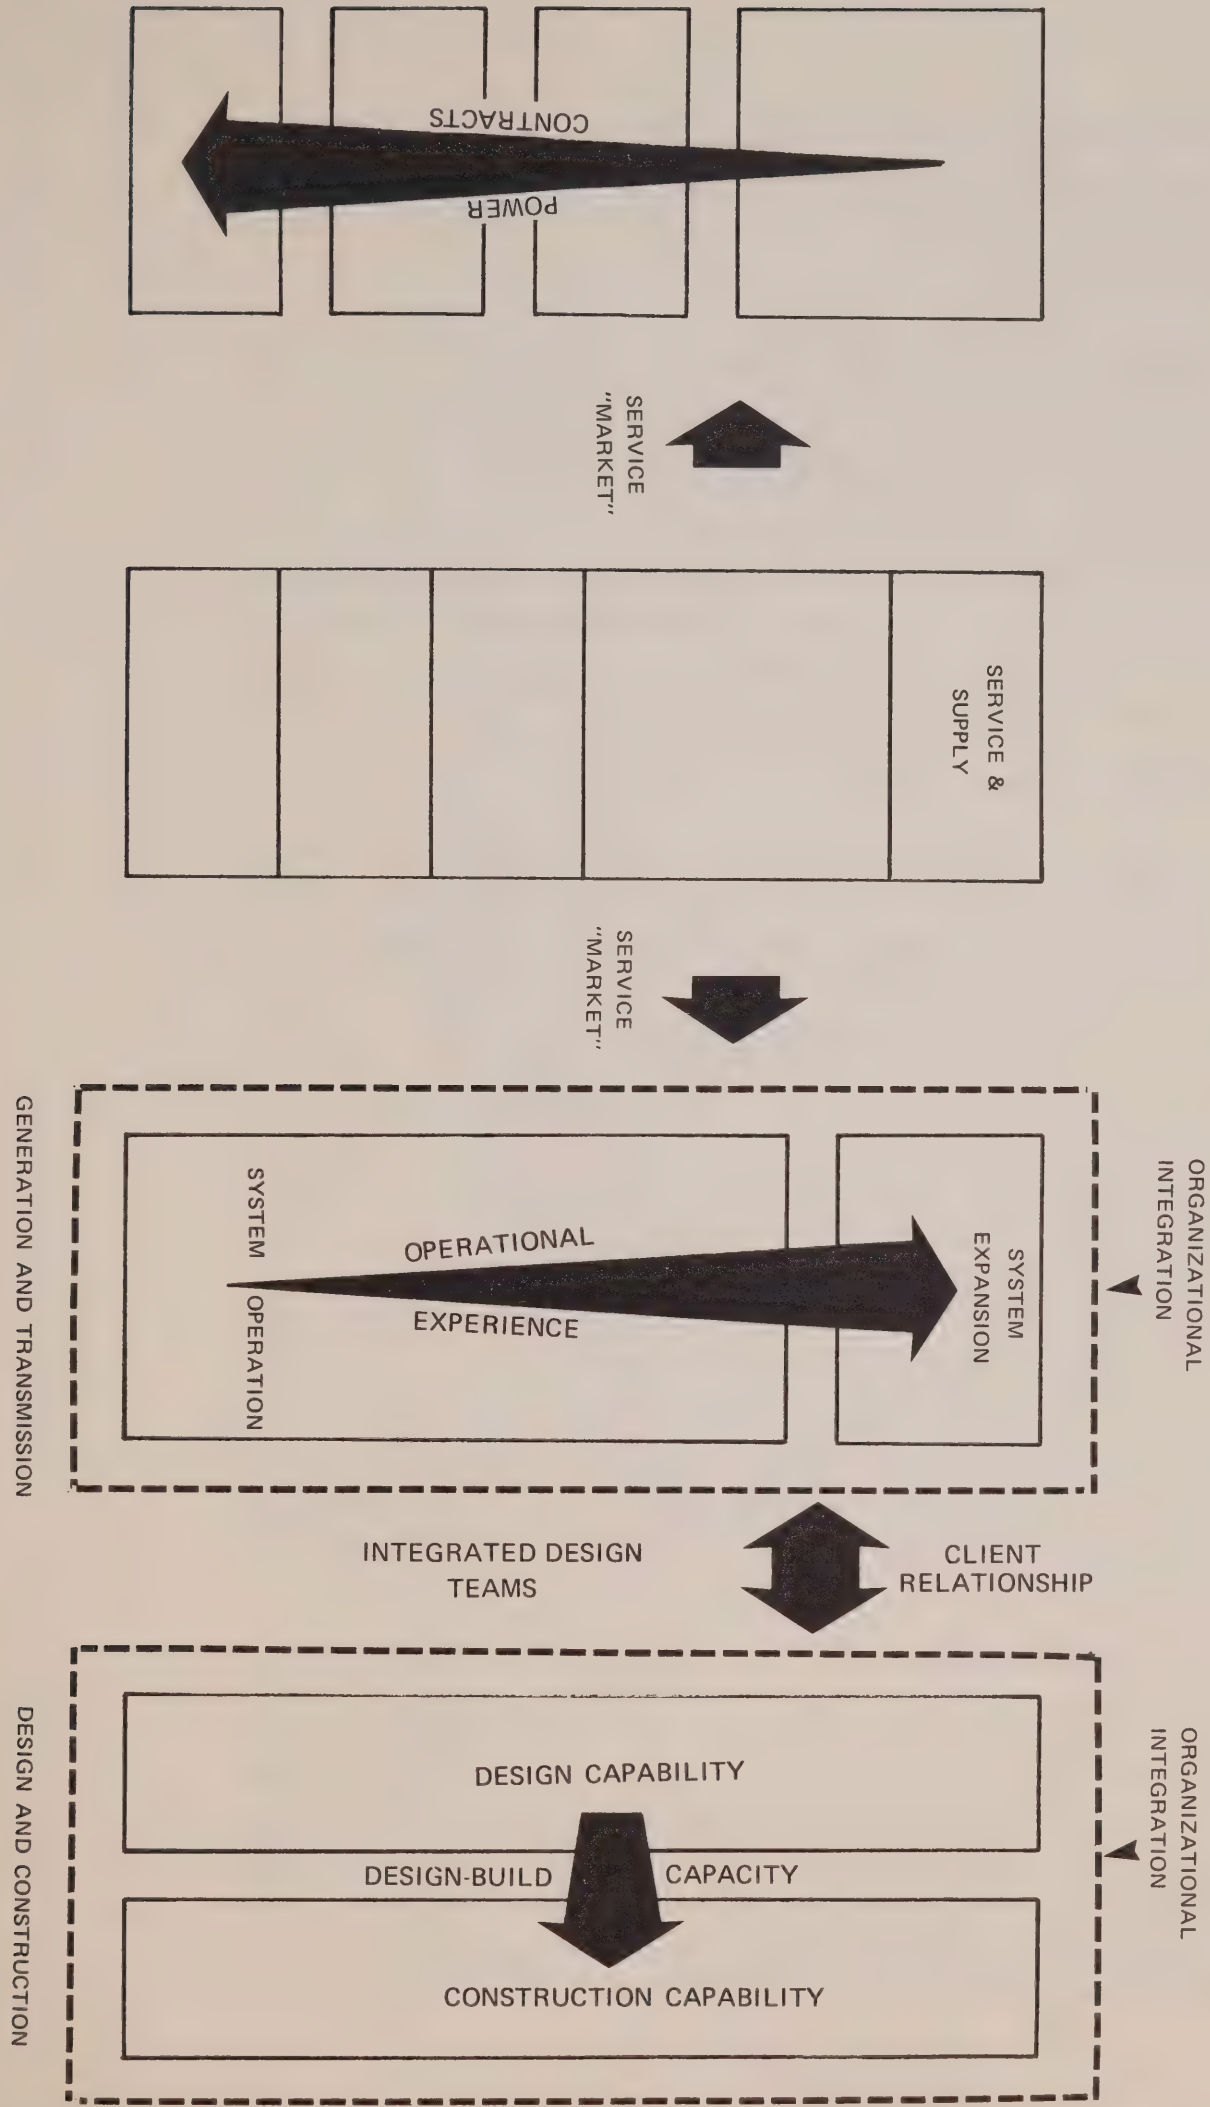 CONTRACTS
POWER
SERVICE
"MARKET"
SERVICE &
SUPPLY
SERVICE
"MARKET"
ORGANIZATIONAL
INTEGRATION
SYSTEM
EXPANSION
OPERATIONAL
EXPERIENCE
SYSTEM OPERATION
GENERATION AND TRANSMISSION
INTEGRATED DESIGN
TEAMS
CLIENT
RELATIONSHIP
ORGANIZATIONAL
INTEGRATION
DESIGN CAPABILITY
DESIGN-BUILD CAPACITY
CONSTRUCTION CAPABILITY
DESIGN AND CONSTRUCTION